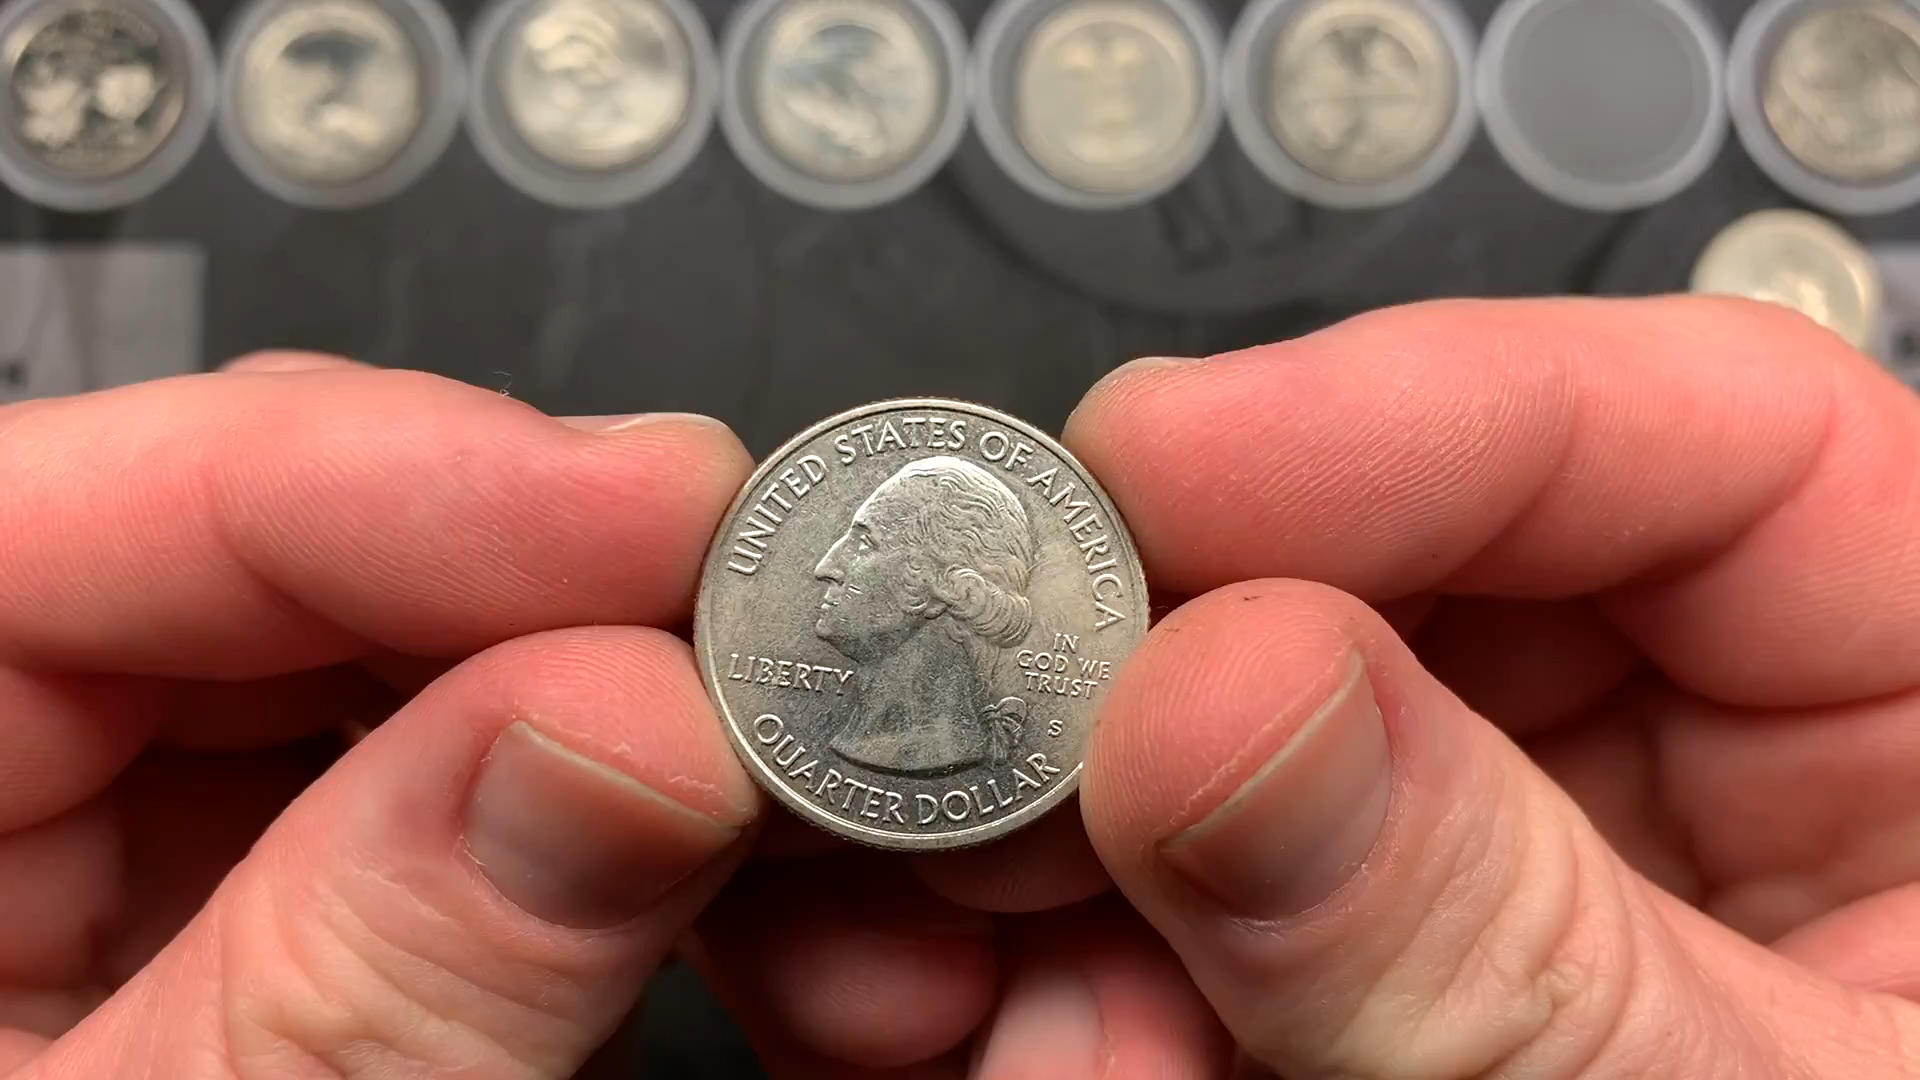 UNITED STATES OF AMERICA
LIBERTY
IN
GOD WE
TRUST
S
QUARTER DOLLAR